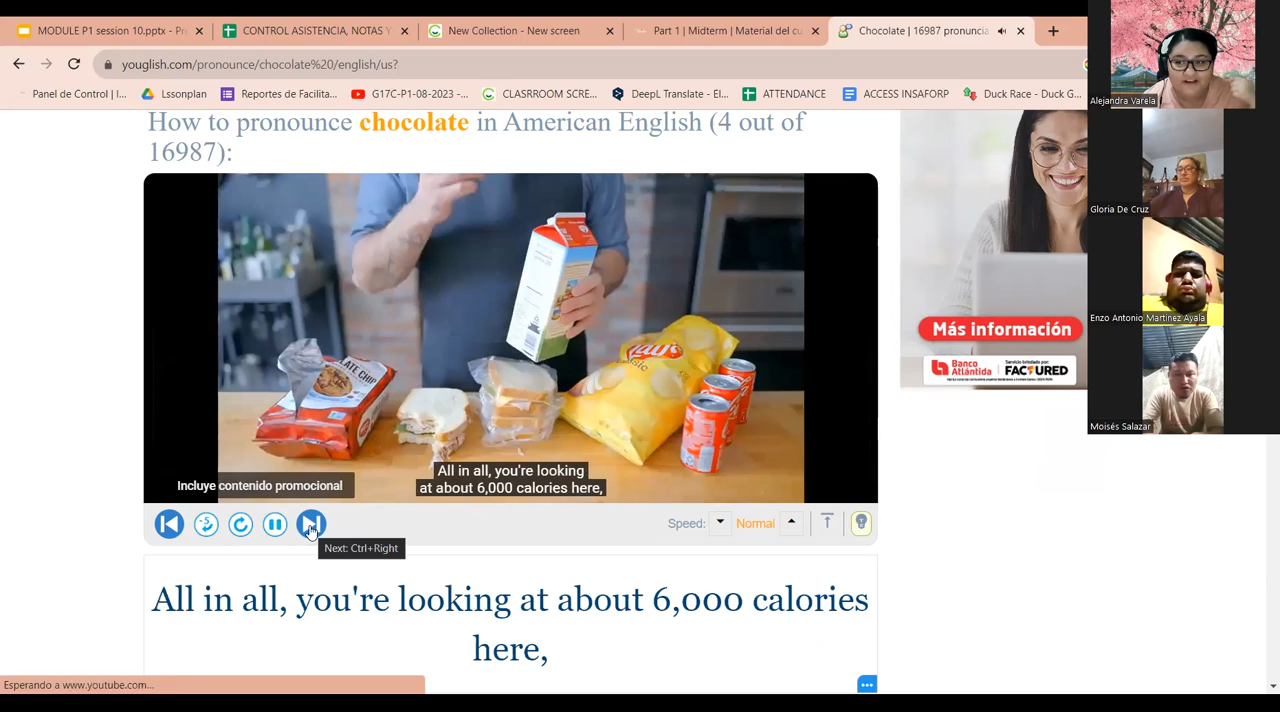 MODULE P1 session 10.pptx - Pre
CONTROL ASISTENCIA, NOTAS Y
New Collection - New screen
Part 1 | Midterm | Material del cu
Chocolate | 16987 pronuncia
youglish.com/pronounce/chocolate%20/english/us?
Panel de Control | I...
Lssonplan
Reportes de Facilita...
G17C-P1-08-2023 -...
CLASSROOM SCRE...
DeepL Translate - El...
ATTENDANCE
ACCESS INSAFORP
Duck Race - Duck G...
How to pronounce chocolate in American English (4 out of
16987):
CHIP
Lay's
All in all, you're looking
at about 6,000 calories here,
Incluye contenido promocional
Speed:
Normal
Next: Ctrl+Right
All in all, you're looking at about 6,000 calories
here,
Esperando a www.youtube.com...
Más información
Banco
Atlántida
FACTURED
Alejandra Varela
Gloria De Cruz
Enzo Antonio Martinez Ayala
Moisés Salazar